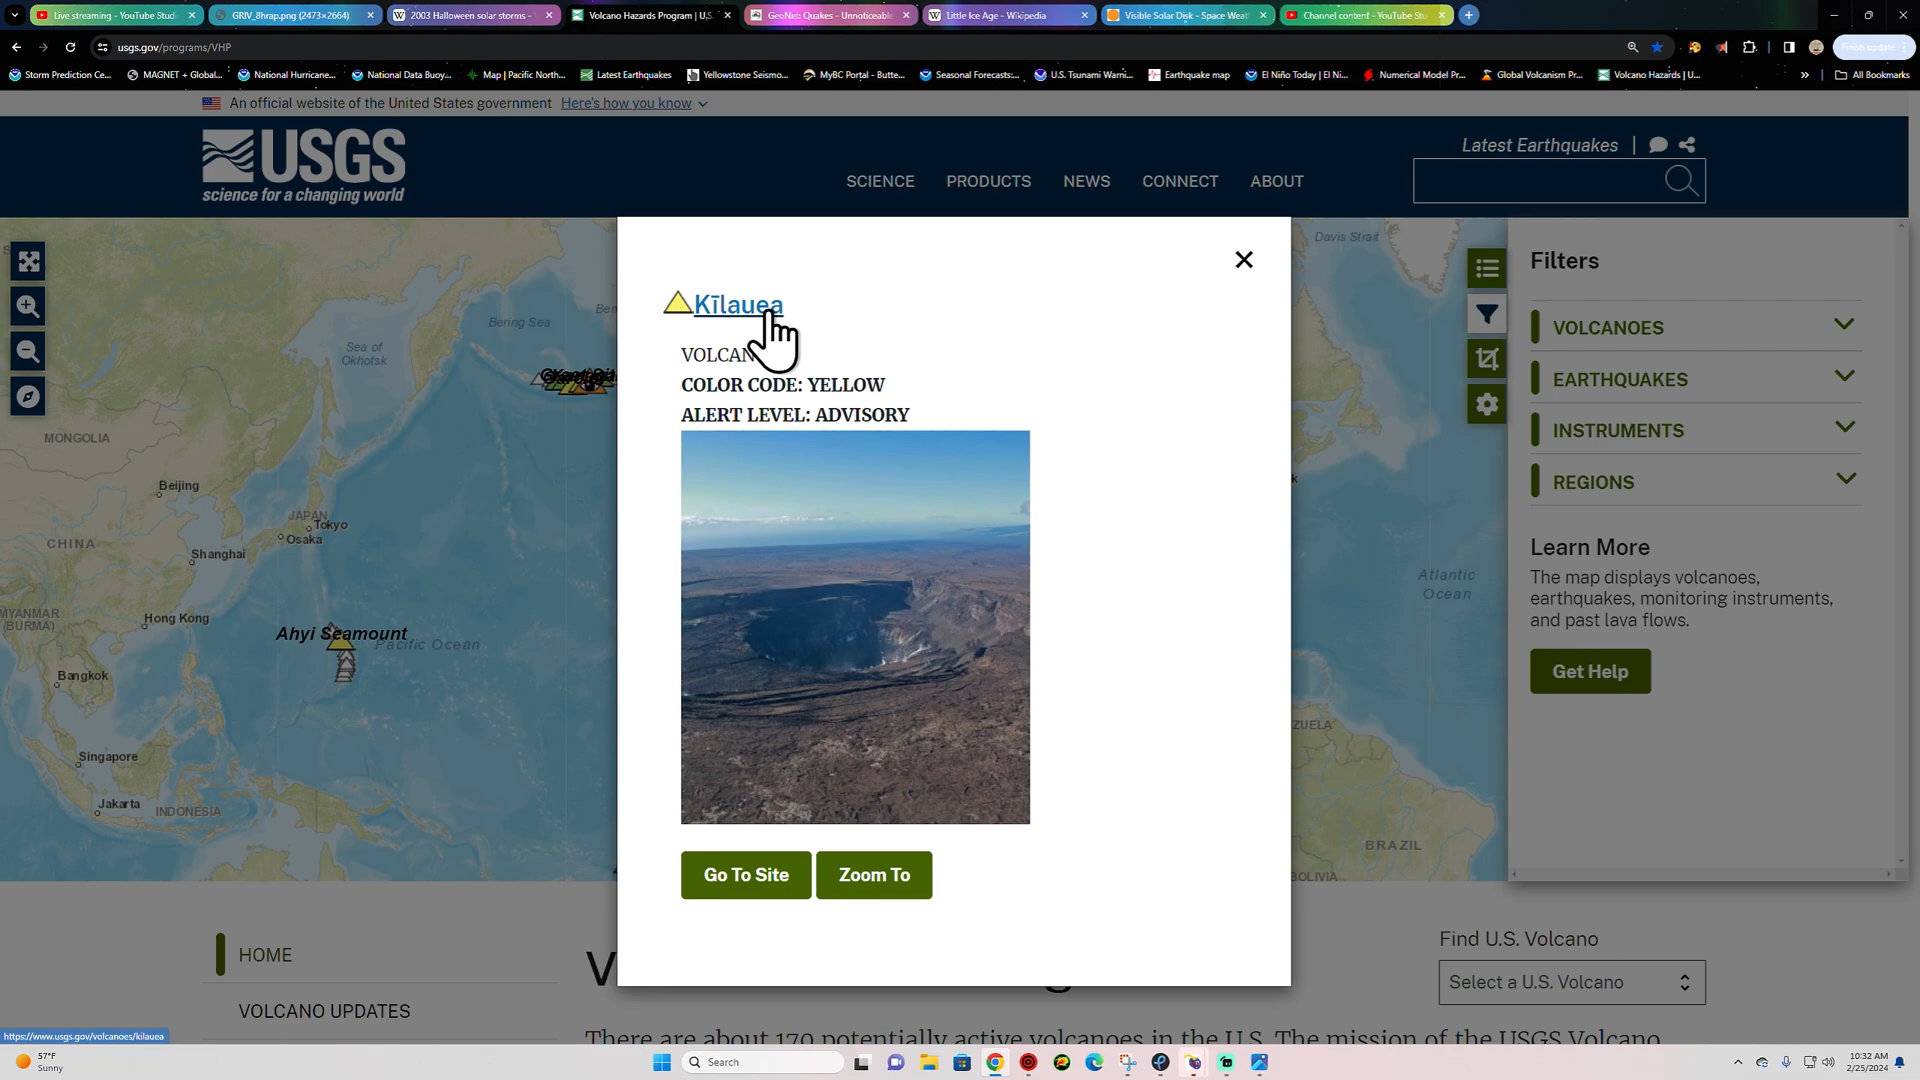 Live streaming - YouTube Studi
GRIV_8hrap.png (2473×2664)
2003 Halloween solar storms -
Volcano Hazards Program | U.S.
GeoNet: Quakes - Unnoticeable
Little Ice Age - Wikipedia
Visible Solar Disk - Space Weat
Channel content - YouTube Stu
usgs.gov/programs/VHP
Finish update
Storm Prediction Ce...
MAGNET + Global...
National Hurricane...
National Data Buoy...
Map | Pacific North...
Latest Earthquakes
Yellowstone Seismo...
MyBC Portal - Butte...
Seasonal Forecasts:...
U.S. Tsunami Warni...
Earthquake map
El Niño Today | El Ni...
Numerical Model Pr...
Global Volcanism Pr...
Volcano Hazards | U...
All Bookmarks
An official website of the United States government Here's how you know
USGS
science for a changing world
Latest Earthquakes
SCIENCE PRODUCTS NEWS CONNECT ABOUT
Davis Strait
Bering Sea
Sea of
Okhotsk
MONGOLIA
Beijing
JAPAN
Tokyo
Osaka
CHINA
Shanghai
MYANMAR
(BURMA)
Hong Kong
Ahyi Seamount
Pacific Ocean
Bangkok
Singapore
Jakarta
INDONESIA
Atlantic
Ocean
ZUELA
BRAZIL
BOLIVIA
Kīlauea
VOLCAN
COLOR CODE: YELLOW
ALERT LEVEL: ADVISORY
Go To Site
Zoom To
Filters
VOLCANOES
EARTHQUAKES
INSTRUMENTS
REGIONS
Learn More
The map displays volcanoes,
earthquakes, monitoring instruments,
and past lava flows.
Get Help
HOME
VOLCANO UPDATES
V
Find U.S. Volcano
Select a U.S. Volcano
There are about 170 potentially active volcanoes in the U.S. The mission of the USGS Volcano
https://www.usgs.gov/volcanoes/kilauea
57°F
Sunny
Search
10:32 AM
2/25/2024